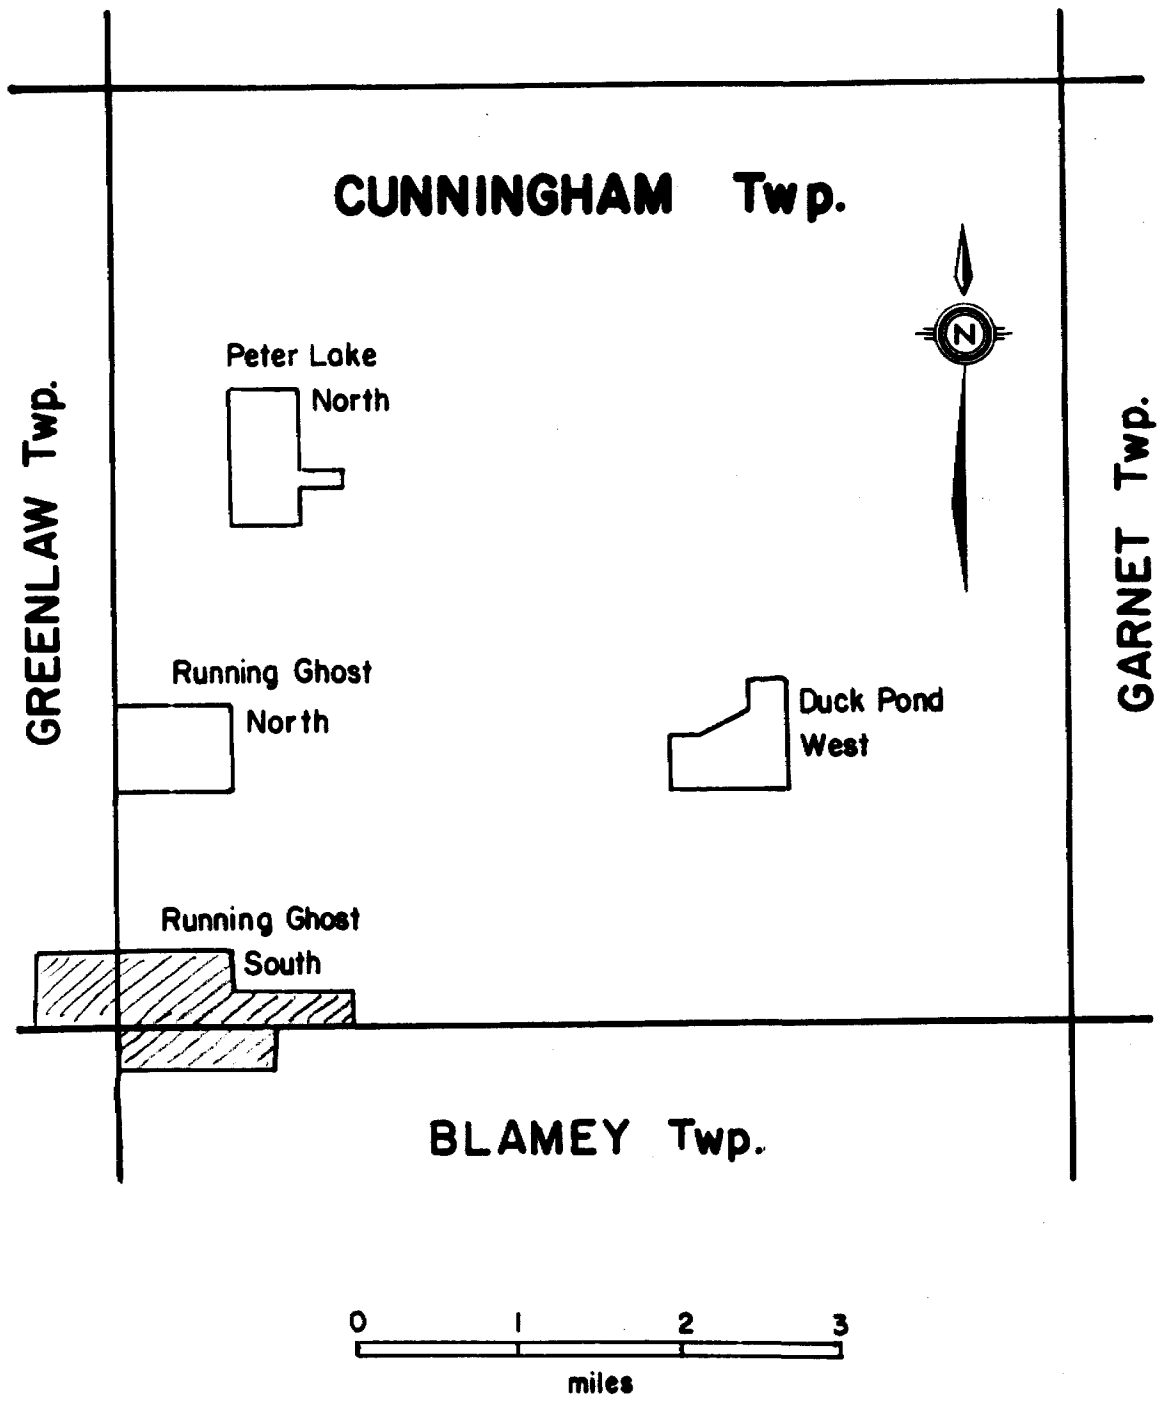 CUNNINGHAM Twp.
N
Peter Lake
North
GREENLAW Twp.
GARNET Twp.
Running Ghost
North
Duck Pond
West
Running Ghost
South
BLAMEY Twp.
0 1 2 3
miles